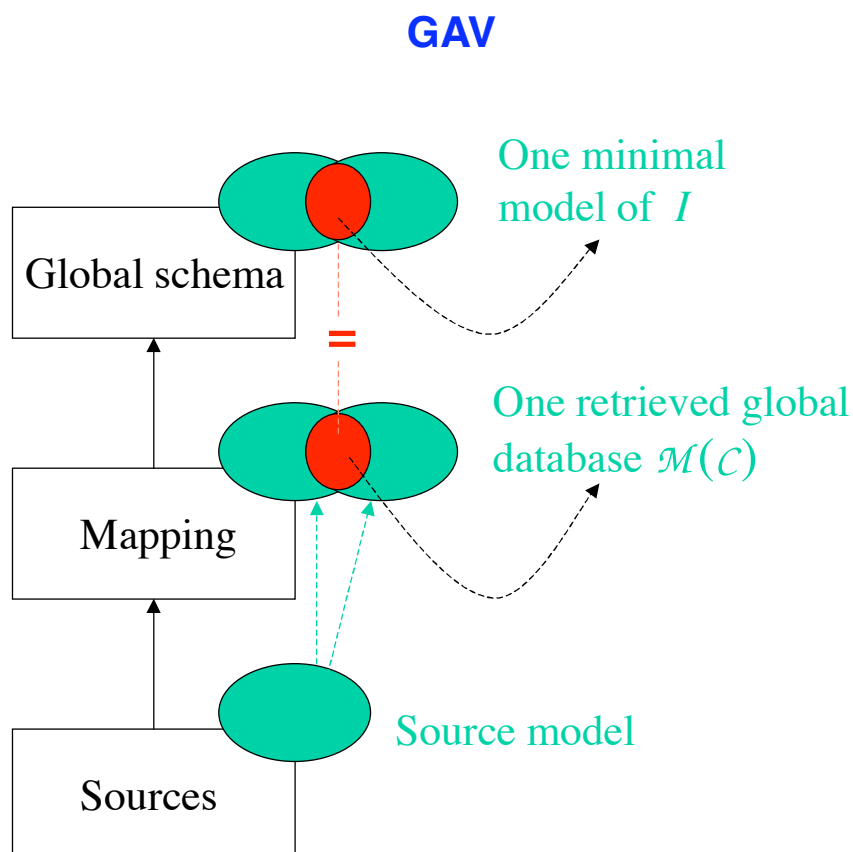 GAV
One minimal
model of I
Global schema
=
One retrieved global
database ℳ(𝒞)
Mapping
Source model
Sources